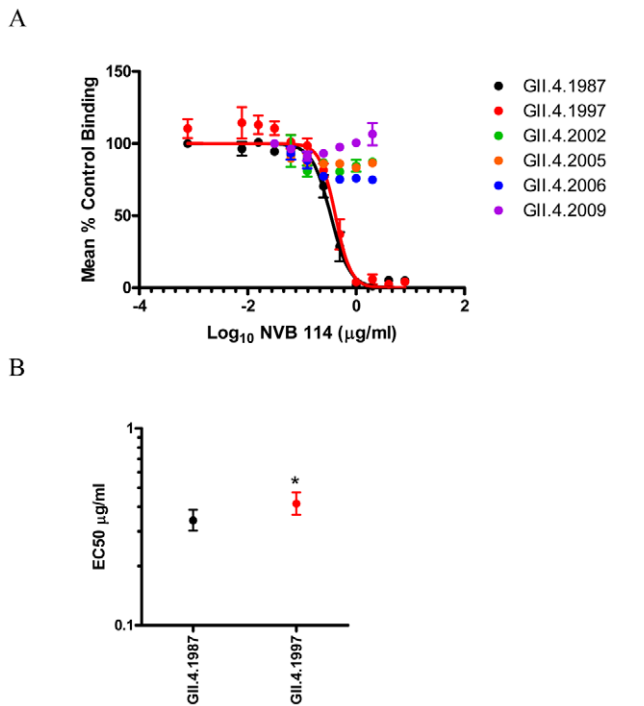 A
150
100
50
0
Mean % Control Binding
-4
-2
0
2
Log10 NVB 114 (µg/ml)
GII.4.1987
GII.4.1997
GII.4.2002
GII.4.2005
GII.4.2006
GII.4.2009
B
1
0.1
EC50 µg/ml
*
GII.4.1987
GII.4.1997